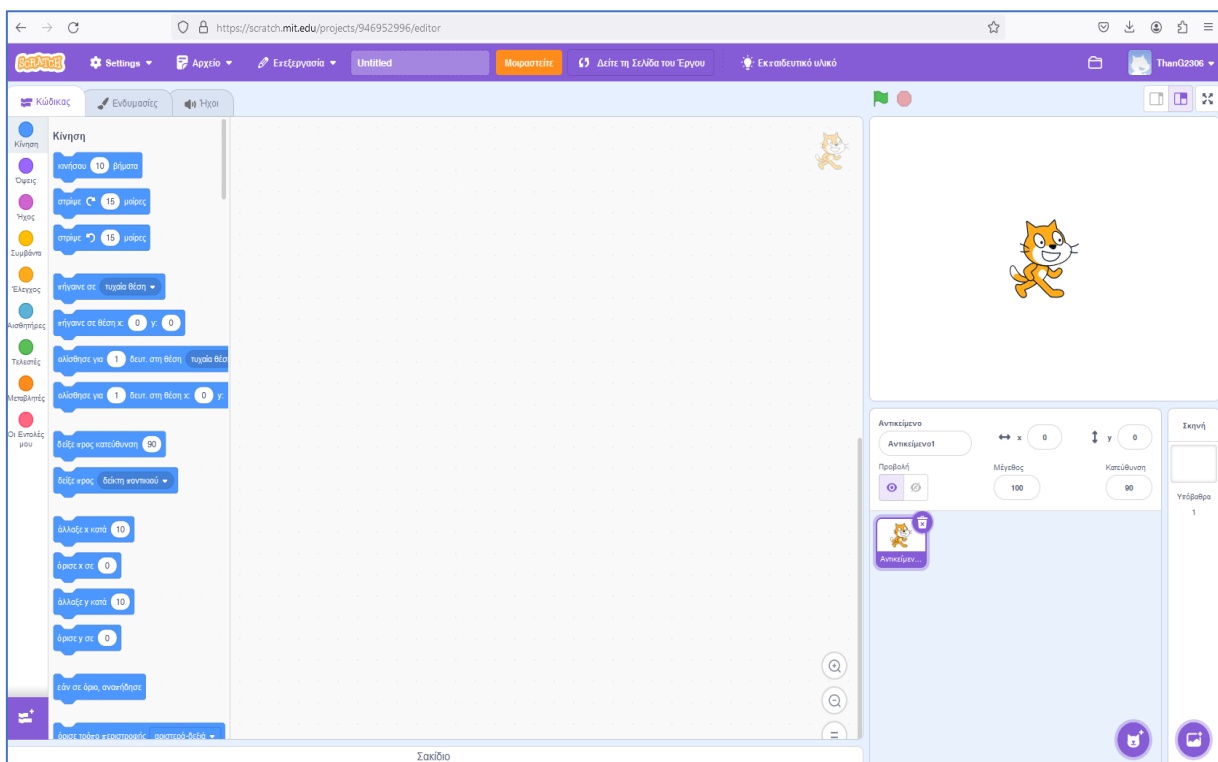 https://scratch.mit.edu/projects/946952996/editor
SCRATCH Settings Αρχείο Επεξεργασία Untitled Μοιραστείτε Δείτε τη Σελίδα του Έργου Εκπαιδευτικό υλικό ThanG2306
Κώδικας Ενδυμασίες Ήχοι
Κίνηση
Όψεις
Ήχος
Συμβάντα
Έλεγχος
Αισθητήρες
Τελεστές
Μεταβλητές
Οι Εντολές
μου
Κίνηση
κινήσου 10 βήματα
στρίψε 15 μοίρες
στρίψε 15 μοίρες
πήγαινε σε τυχαία θέση
πήγαινε σε θέση x: 0 y: 0
ολίσθησε για 1 δευτ. στη θέση τυχαία θέσ
ολίσθησε για 1 δευτ. στη θέση x: 0 y:
δείξε προς κατεύθυνση 90
δείξε προς δείκτη ποντικιού
άλλαξε x κατά 10
όρισε x σε 0
άλλαξε y κατά 10
όρισε y σε 0
εάν σε όριο, αναπήδησε
όρισε τρόπο περιστροφής αριστερά-δεξιά
Σακίδιο
Αντικείμενο
Αντικείμενο1 x 0 y 0
Προβολή Μέγεθος Κατεύθυνση
100 90
Αντικείμεν...
Σκηνή
Υπόβαθρα
1